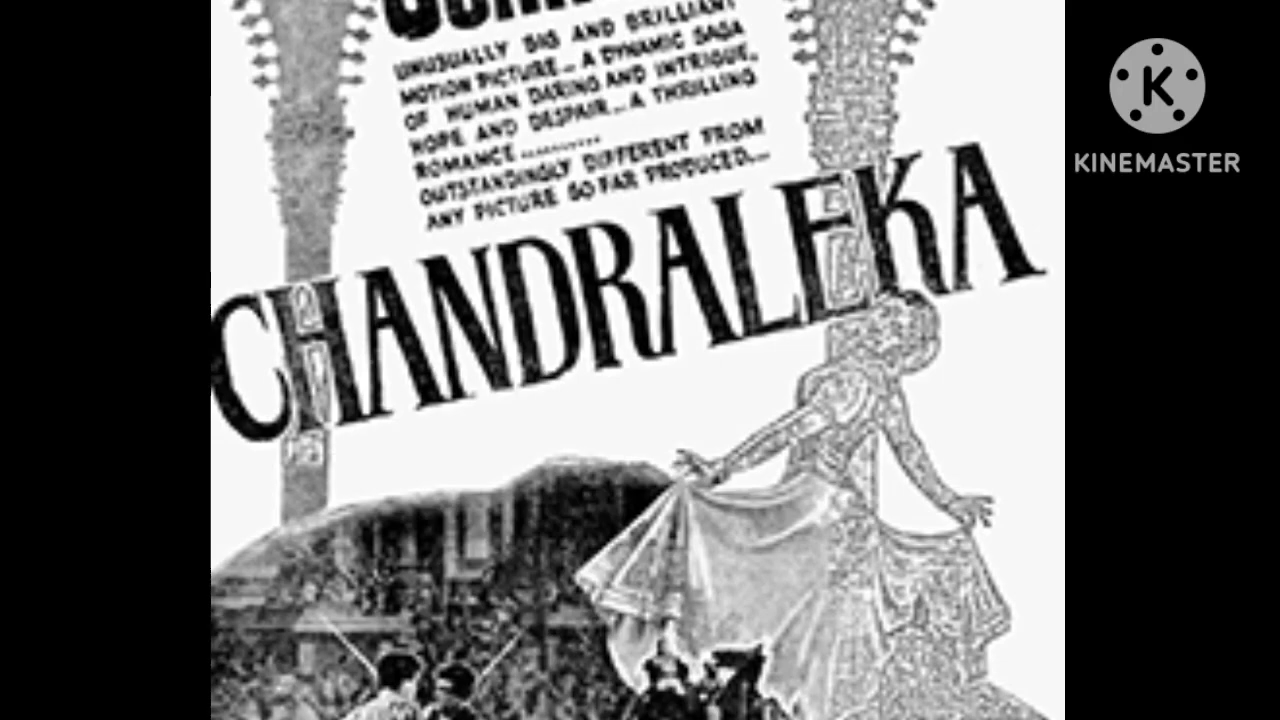 UNUSUALLY BIG AND BRILLIANT
MOTION PICTURE... A DYNAMIC SAGA
OF HUMAN DARING AND INTRIGUE,
HOPE AND DESPAIR... A THRILLING
ROMANCE..........
OUTSTANDINGLY DIFFERENT FROM
ANY PICTURE SO FAR PRODUCED...
CHANDRALEKA
KINEMASTER